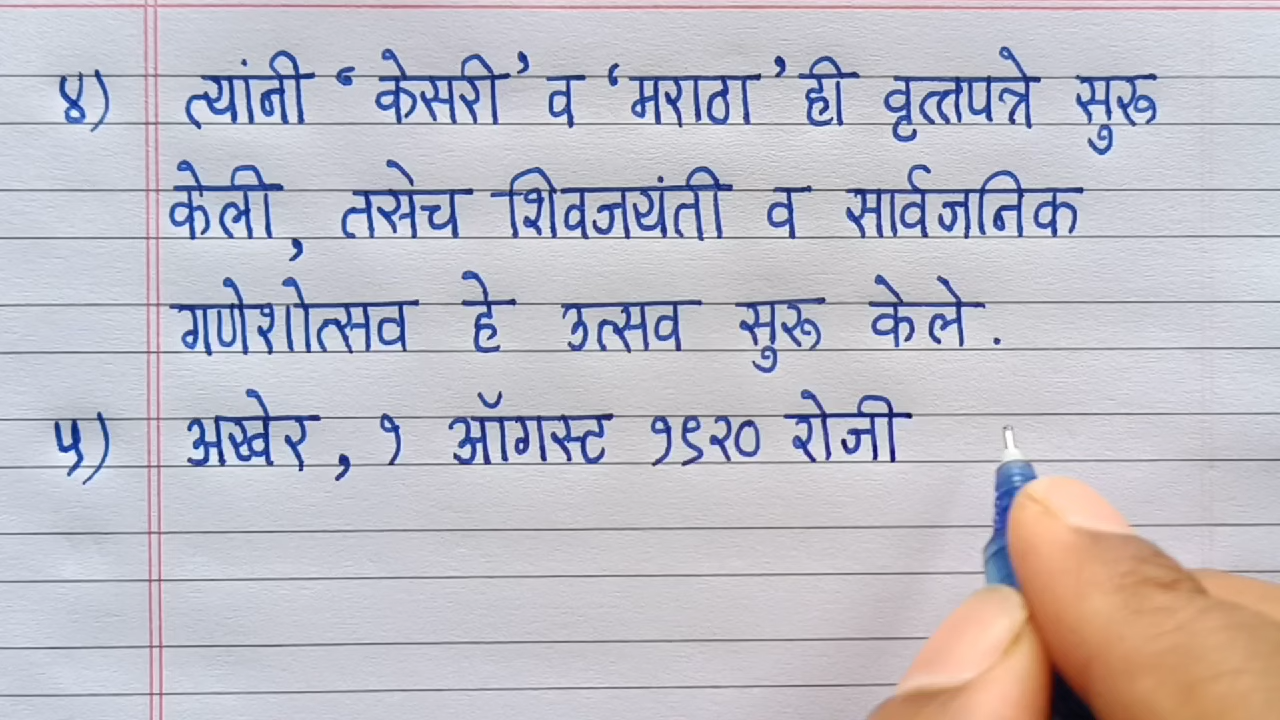 ४) त्यांनी ‘केसरी’ व ‘मराठा’ ही वृत्तपत्रे सुरू
केली, तसेच शिवजयंती व सार्वजनिक
गणेशोत्सव हे उत्सव सुरू केले.
५) अखेर, १ ऑगस्ट १९२० रोजी